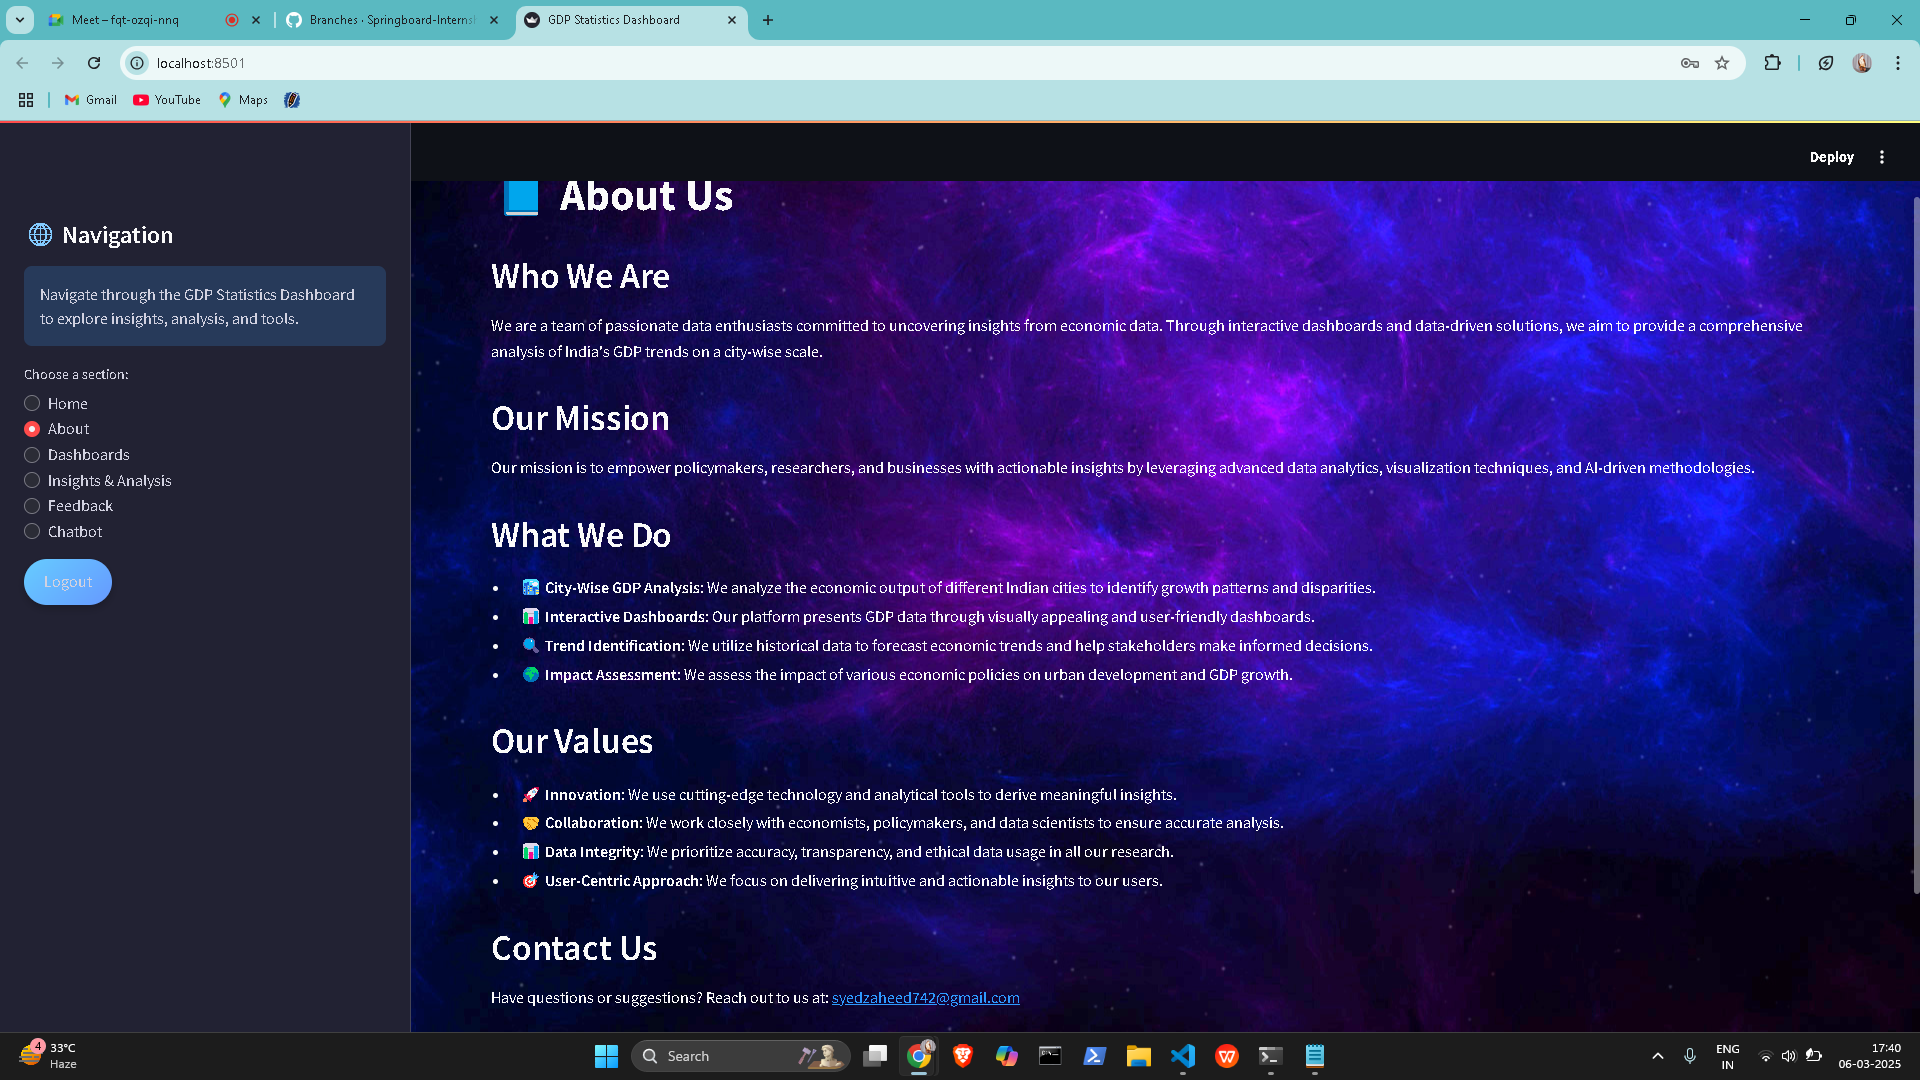 Meet – fqt-ozqi-nnq
Branches · Springboard-Internsh
GDP Statistics Dashboard
localhost:8501
Gmail
YouTube
Maps
Deploy
Navigation
Navigate through the GDP Statistics Dashboard
to explore insights, analysis, and tools.
Choose a section:
Home
About
Dashboards
Insights & Analysis
Feedback
Chatbot
Logout
About Us
Who We Are
We are a team of passionate data enthusiasts committed to uncovering insights from economic data. Through interactive dashboards and data-driven solutions, we aim to provide a comprehensive
analysis of India's GDP trends on a city-wise scale.
Our Mission
Our mission is to empower policymakers, researchers, and businesses with actionable insights by leveraging advanced data analytics, visualization techniques, and AI-driven methodologies.
What We Do
• City-Wise GDP Analysis: We analyze the economic output of different Indian cities to identify growth patterns and disparities.
• Interactive Dashboards: Our platform presents GDP data through visually appealing and user-friendly dashboards.
• Trend Identification: We utilize historical data to forecast economic trends and help stakeholders make informed decisions.
• Impact Assessment: We assess the impact of various economic policies on urban development and GDP growth.
Our Values
• Innovation: We use cutting-edge technology and analytical tools to derive meaningful insights.
• Collaboration: We work closely with economists, policymakers, and data scientists to ensure accurate analysis.
• Data Integrity: We prioritize accuracy, transparency, and ethical data usage in all our research.
• User-Centric Approach: We focus on delivering intuitive and actionable insights to our users.
Contact Us
Have questions or suggestions? Reach out to us at: syedzaheed742@gmail.com
4
33°C
Haze
Search
ENG
IN
17:40
06-03-2025